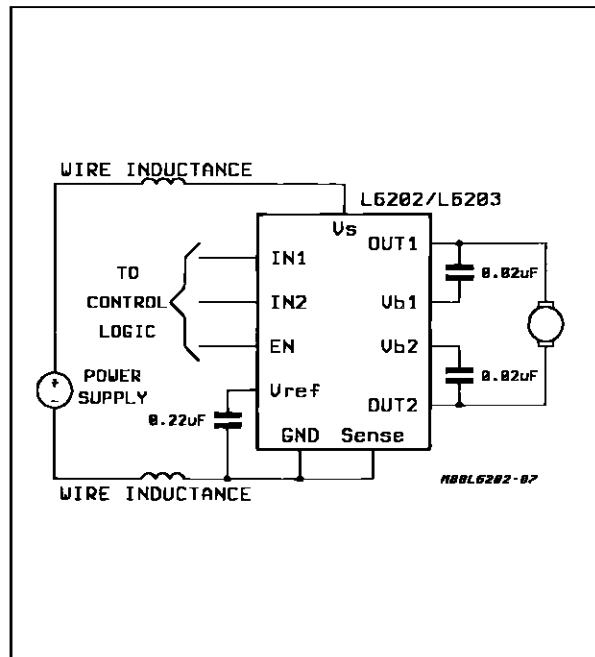 WIRE INDUCTANCE
L6202/L6203
Vs
OUT1
IN1
0.02uF
TO
CONTROL
LOGIC
IN2
Vb1
EN
Vb2
POWER
SUPPLY
+
-
Vref
0.02uF
0.22uF
OUT2
GND Sense
WIRE INDUCTANCE
M88L6202-07